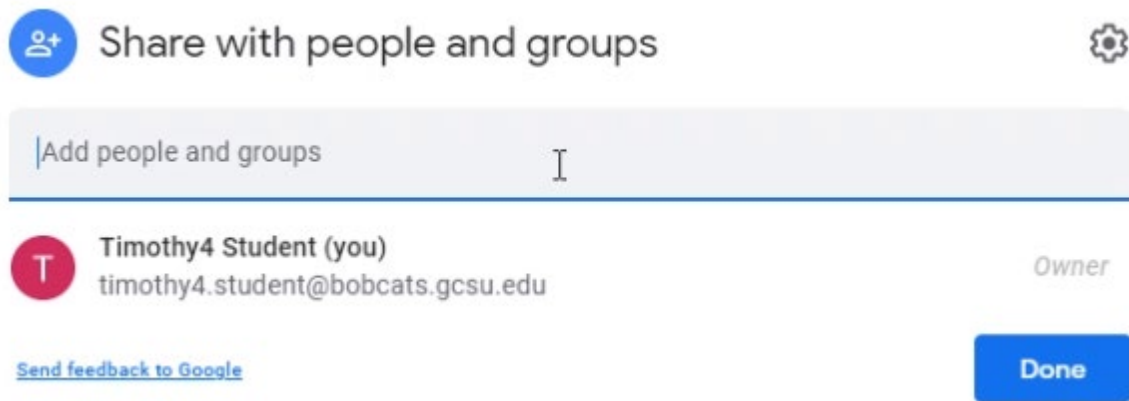 Share with people and groups
Add people and groups
T
Timothy4 Student (you)
timothy4.student@bobcats.gcsu.edu
Owner
Send feedback to Google
Done